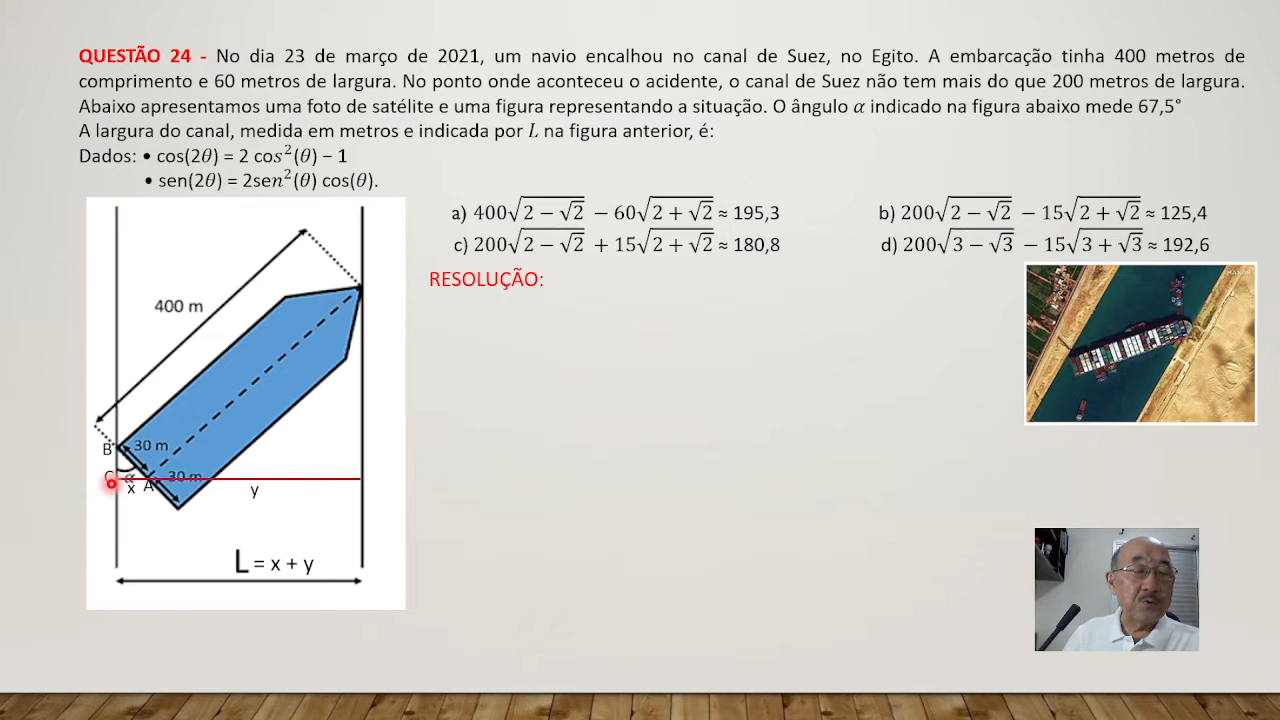 QUESTÃO 24 - No dia 23 de março de 2021, um navio encalhou no canal de Suez, no Egito. A embarcação tinha 400 metros de
comprimento e 60 metros de largura. No ponto onde aconteceu o acidente, o canal de Suez não tem mais do que 200 metros de largura.
Abaixo apresentamos uma foto de satélite e uma figura representando a situação. O ângulo α indicado na figura abaixo mede 67,5°
A largura do canal, medida em metros e indicada por L na figura anterior, é:
Dados: • cos(2θ) = 2 cos²(θ) − 1
• sen(2θ) = 2sen²(θ) cos(θ).
a) 400√(2 − √2) − 60√(2 + √2) ≈ 195,3
b) 200√(2 − √2) − 15√(2 + √2) ≈ 125,4
c) 200√(2 − √2) + 15√(2 + √2) ≈ 180,8
d) 200√(3 − √3) − 15√(3 + √3) ≈ 192,6
RESOLUÇÃO:
400 m
B
30 m
C
α
30 m
x
A
y
L = x + y